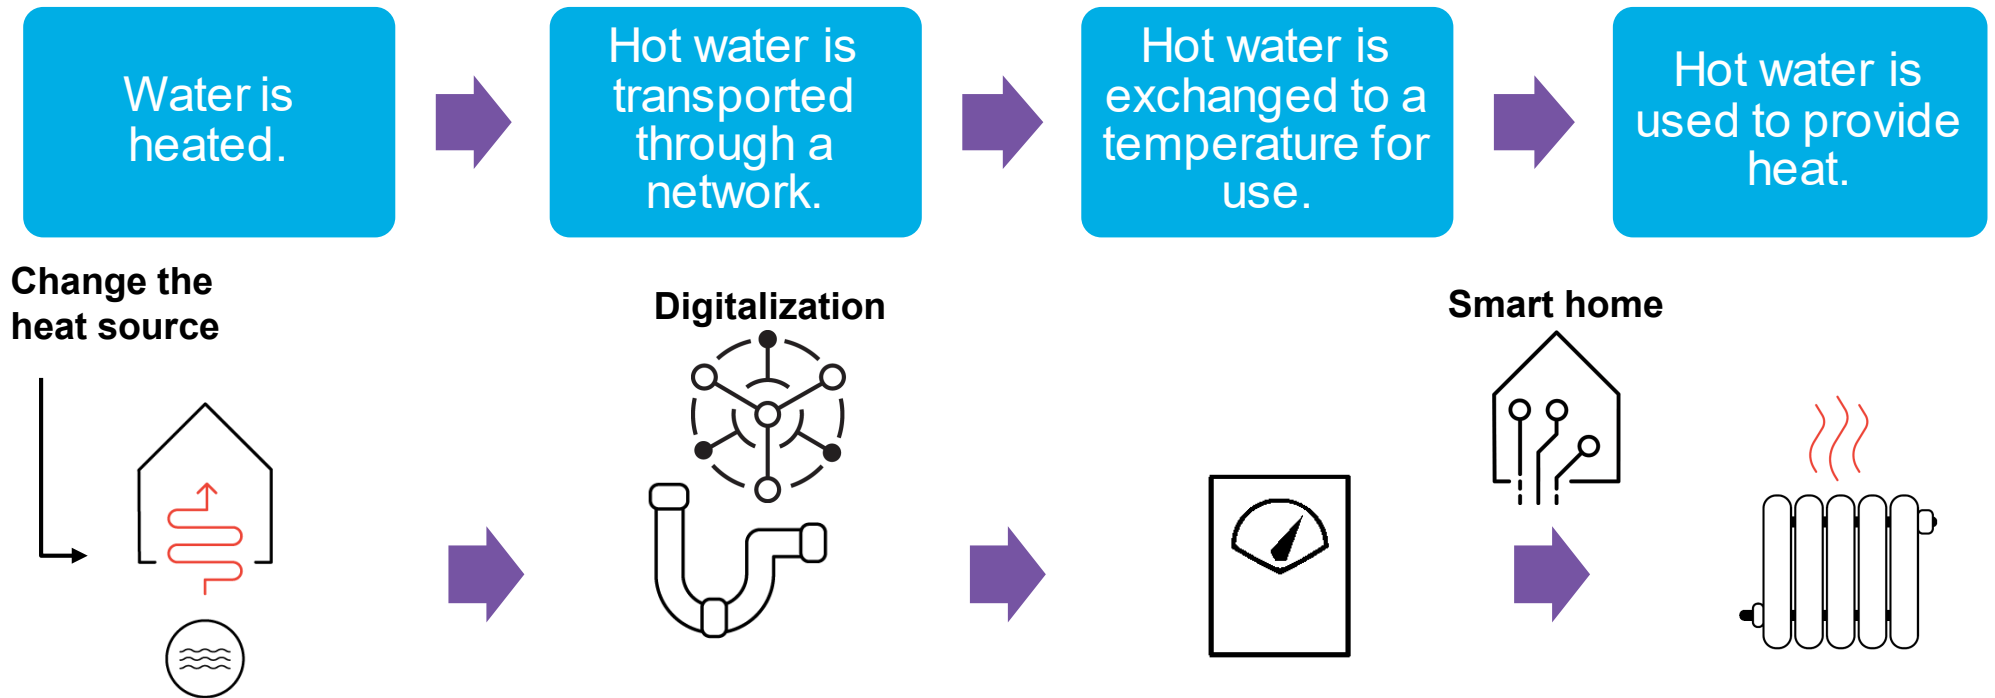 Water is
heated.
Hot water is
transported
through a
network.
Hot water is
exchanged to a
temperature for
use.
Hot water is
used to provide
heat.
Change the
heat source
Digitalization
Smart home